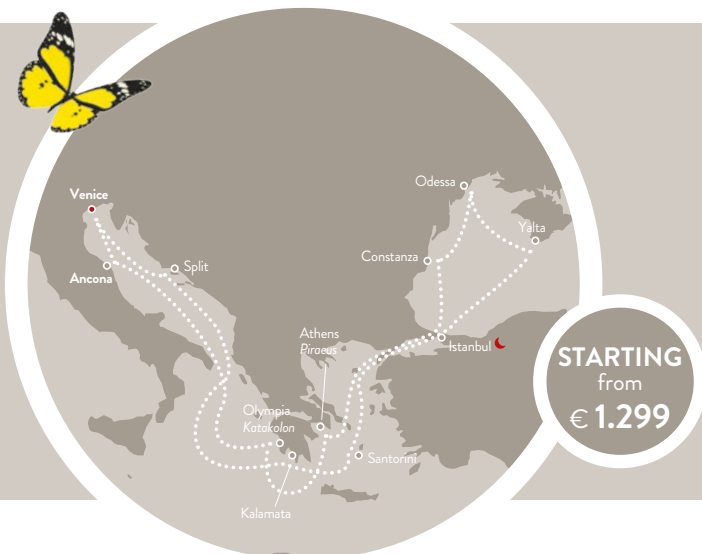 Odessa
Venice
Yalta
Constanza
Split
Ancona
Athens
Piraeus
Istanbul
STARTING
from
€ 1.299
Olympia
Katakolon
Santorini
Kalamata